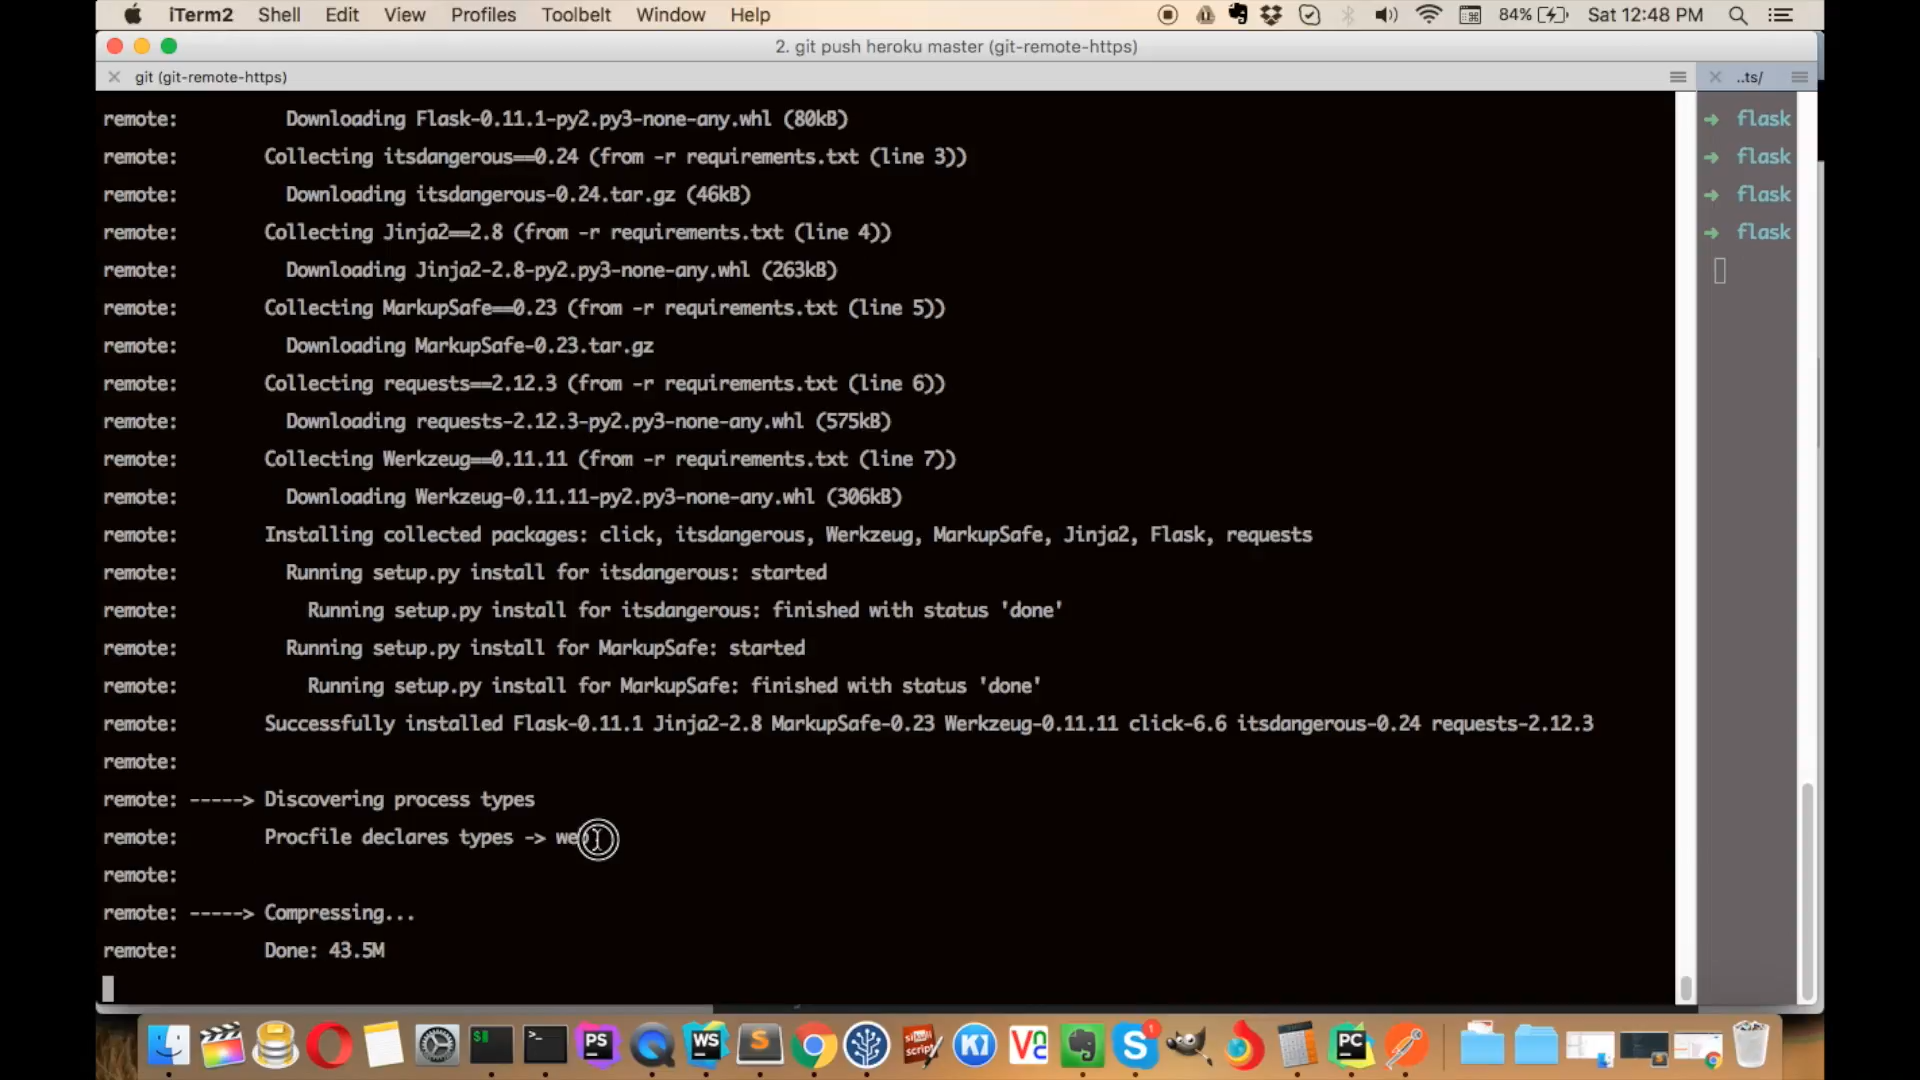 iTerm2 Shell Edit View Profiles Toolbelt Window Help 84% Sat 12:48 PM
2. git push heroku master (git-remote-https)
git (git-remote-https) ..ts/
remote: Downloading Flask-0.11.1-py2.py3-none-any.whl (80kB)
remote: Collecting itsdangerous==0.24 (from -r requirements.txt (line 3))
remote: Downloading itsdangerous-0.24.tar.gz (46kB)
remote: Collecting Jinja2==2.8 (from -r requirements.txt (line 4))
remote: Downloading Jinja2-2.8-py2.py3-none-any.whl (263kB)
remote: Collecting MarkupSafe==0.23 (from -r requirements.txt (line 5))
remote: Downloading MarkupSafe-0.23.tar.gz
remote: Collecting requests==2.12.3 (from -r requirements.txt (line 6))
remote: Downloading requests-2.12.3-py2.py3-none-any.whl (575kB)
remote: Collecting Werkzeug==0.11.11 (from -r requirements.txt (line 7))
remote: Downloading Werkzeug-0.11.11-py2.py3-none-any.whl (306kB)
remote: Installing collected packages: click, itsdangerous, Werkzeug, MarkupSafe, Jinja2, Flask, requests
remote: Running setup.py install for itsdangerous: started
remote: Running setup.py install for itsdangerous: finished with status 'done'
remote: Running setup.py install for MarkupSafe: started
remote: Running setup.py install for MarkupSafe: finished with status 'done'
remote: Successfully installed Flask-0.11.1 Jinja2-2.8 MarkupSafe-0.23 Werkzeug-0.11.11 click-6.6 itsdangerous-0.24 requests-2.12.3
remote:
remote: -----> Discovering process types
remote: Procfile declares types -> web
remote:
remote: -----> Compressing...
remote: Done: 43.5M
➜ flask
➜ flask
➜ flask
➜ flask
PS WS S K1 VC S 1 PC